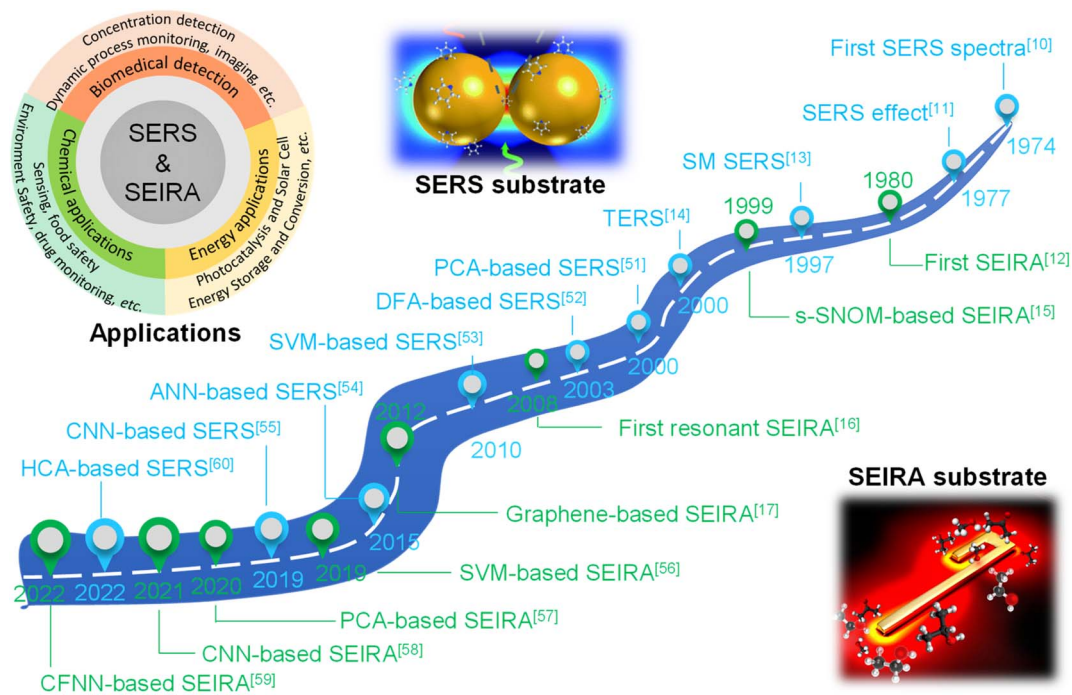 Concentration detection
Dynamic process monitoring, imaging, etc.
Biomedical detection
Environment Safety, drug monitoring, etc.
Sensing, food safety
Chemical applications
SERS
&
SEIRA
Energy applications
Photocatalysis and Solar Cell
Energy Storage and Conversion, etc.
Applications
SERS substrate
First SERS spectra[10]
1974
SERS effect[11]
1977
1980
First SEIRA[12]
SM SERS[13]
1997
1999
s-SNOM-based SEIRA[15]
TERS[14]
2000
PCA-based SERS[51]
2000
DFA-based SERS[52]
2003
2008
First resonant SEIRA[16]
SVM-based SERS[53]
2010
2012
Graphene-based SEIRA[17]
ANN-based SERS[54]
2015
2019
SVM-based SEIRA[56]
CNN-based SERS[55]
2019
2020
PCA-based SEIRA[57]
2021
CNN-based SEIRA[58]
HCA-based SERS[60]
2022
2022
CFNN-based SEIRA[59]
SEIRA substrate